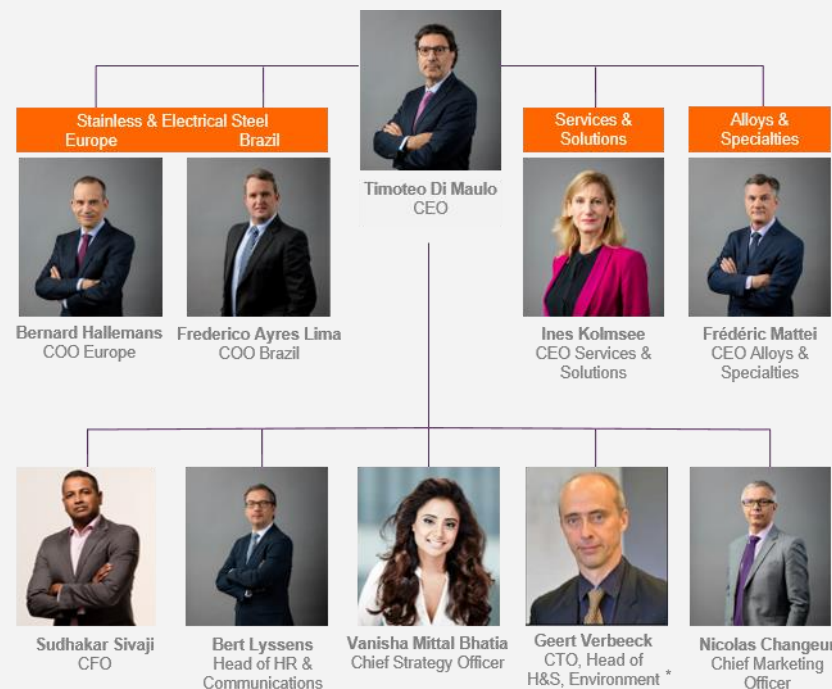 Stainless & Electrical Steel
Europe Brazil
Services &
Solutions
Alloys &
Specialties
Timoteo Di Maulo
CEO
Bernard Hallemans
COO Europe
Frederico Ayres Lima
COO Brazil
Ines Kolmsee
CEO Services &
Solutions
Frédéric Mattei
CEO Alloys &
Specialties
Sudhakar Sivaji
CFO
Bert Lyssens
Head of HR &
Communications
Vanisha Mittal Bhatia
Chief Strategy Officer
Geert Verbeeck
CTO, Head of
H&S, Environment *
Nicolas Changeur
Chief Marketing
Officer